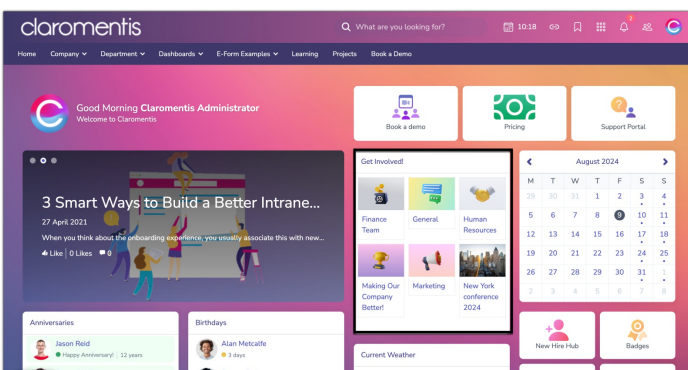 claromentis
What are you looking for?
10:18
2
Home
Company
Department
Dashboards
E-Form Examples
Learning
Projects
Book a Demo
Good Morning Claromentis Administrator
Welcome to Claromentis
Book a demo
Pricing
Support Portal
3 Smart Ways to Build a Better Intrane...
27 April 2021
When you think about the onboarding experience, you usually associate this with new...
Like | 0 Likes 0
Get Involved!
Finance
Team
General
Human
Resources
Making Our
Company
Better!
Marketing
New York
conference
2024
August 2024
M T W T F S S
29 30 31 1 2 3 4
5 6 7 8 9 10 11
12 13 14 15 16 17 18
19 20 21 22 23 24 25
26 27 28 29 30 31 1
2 3 4 5 6 7 8
Anniversaries
Jason Reid
Happy Anniversary! | 12 years
Birthdays
Alan Metcalfe
3 days
Current Weather
New Hire
Hub
Badges